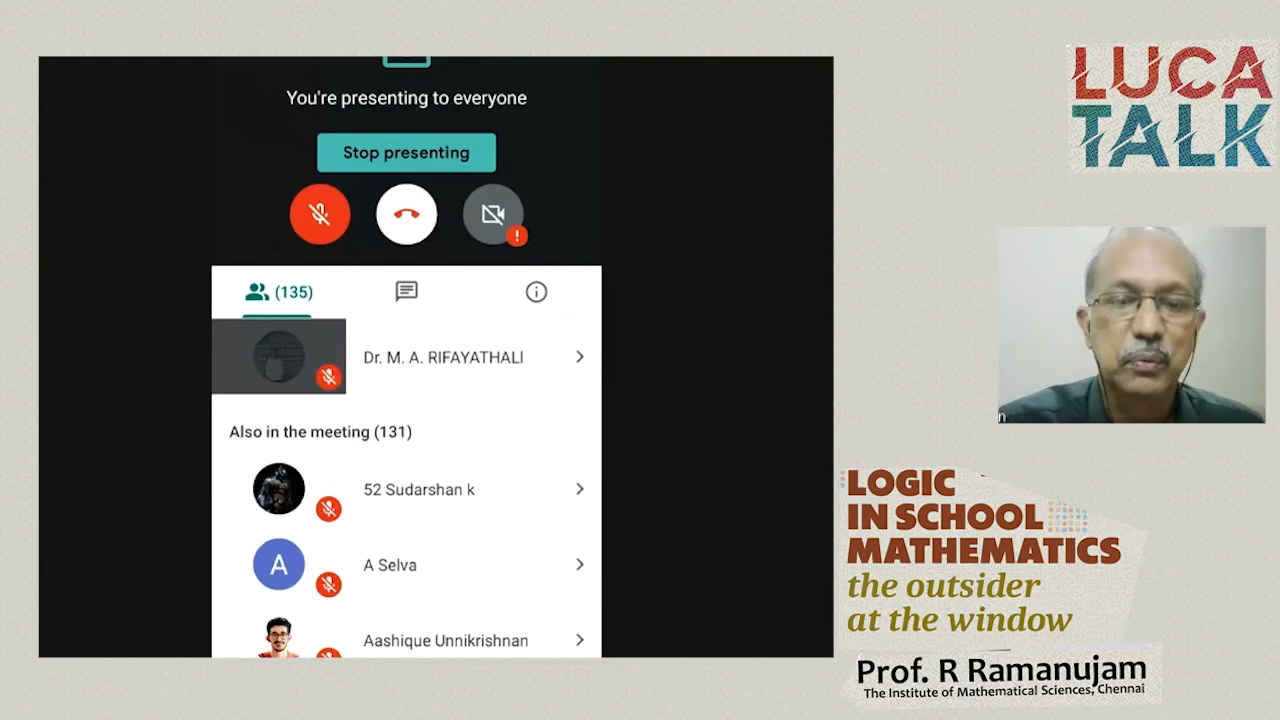 You're presenting to everyone
Stop presenting
(135)
Dr. M. A. RIFAYATHALI
Also in the meeting (131)
52 Sudarshan k
A
A Selva
Aashique Unnikrishnan
LUCA
TALK
n
LOGIC
IN SCHOOL
MATHEMATICS
the outsider
at the window
Prof. R Ramanujam
The Institute of Mathematical Sciences, Chennai